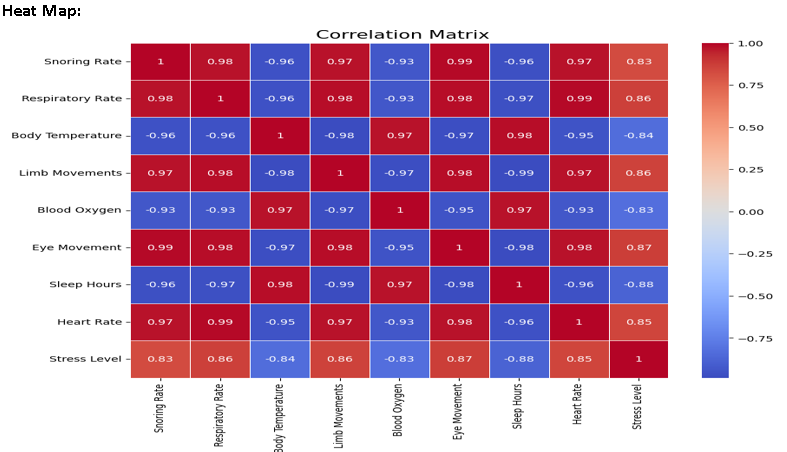 Heat Map:
Correlation Matrix
Snoring Rate 1 0.98 -0.96 0.97 -0.93 0.99 -0.96 0.97 0.83
Respiratory Rate 0.98 1 -0.96 0.98 -0.93 0.98 -0.97 0.99 0.86
Body Temperature -0.96 -0.96 1 -0.98 0.97 -0.97 0.98 -0.95 -0.84
Limb Movements 0.97 0.98 -0.98 1 -0.97 0.98 -0.99 0.97 0.86
Blood Oxygen -0.93 -0.93 0.97 -0.97 1 -0.95 0.97 -0.93 -0.83
Eye Movement 0.99 0.98 -0.97 0.98 -0.95 1 -0.98 0.98 0.87
Sleep Hours -0.96 -0.97 0.98 -0.99 0.97 -0.98 1 -0.96 -0.88
Heart Rate 0.97 0.99 -0.95 0.97 -0.93 0.98 -0.96 1 0.85
Stress Level 0.83 0.86 -0.84 0.86 -0.83 0.87 -0.88 0.85 1
Snoring Rate
Respiratory Rate
Body Temperature
Limb Movements
Blood Oxygen
Eye Movement
Sleep Hours
Heart Rate
Stress Level
1.00
0.75
0.50
0.25
0.00
−0.25
−0.50
−0.75